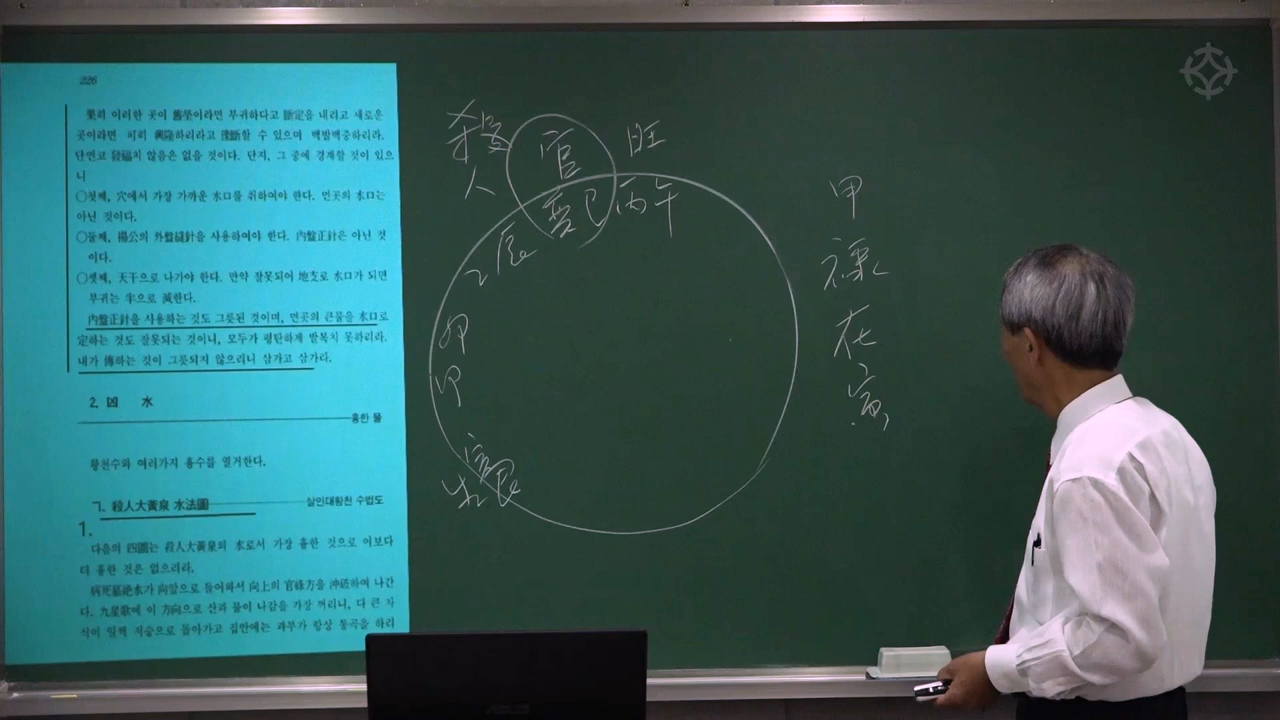 226
果히 이러한 곳이 舊墓이라면 부귀하다고 斷定을 내리고 새로운
곳이라면 可히 興隆하리라고 豫斷할 수 있으며 백발백중하리라.
단연코 發福치 않음은 없을 것이다. 단지, 그 중에 경계할 것이 있으
니
○첫째, 穴에서 가장 가까운 水口를 취하여야 한다. 먼곳의 水口는
아닌 것이다.
○둘째, 楊公의 外盤縫針을 사용하여야 한다. 內盤正針은 아닌 것
이다.
○셋째, 天干으로 나가야 한다. 만약 잘못되어 地支로 水口가 되면
부귀는 半으로 減한다.
內盤正針을 사용하는 것도 그릇된 것이며, 먼곳의 큰물을 水口로
定하는 것도 잘못되는 것이니, 모두가 평탄하게 발복치 못하리라.
내가 傳하는 것이 그릇되지 않으리니 삼가고 삼가라.
2. 凶 水
흉한 물
황천수와 여러가지 흉수를 열거한다.
ㄱ. 殺人大黃泉 水法圖
살인대황천 수법도
1.
다음의 四圖는 殺人大黃泉의 水로서 가장 흉한 것으로 이보다
더 흉한 것은 없으리라.
病死墓絶水가 向앞으로 들어와서 向上의 官祿方을 沖破하여 나간
다. 九星歌에 이 方向으로 산과 물이 나감을 가장 꺼리니, 다 큰 자
식이 일찍 저승으로 돌아가고 집안에는 과부가 항상 통곡을 하리
殺人
官
旺
巳
丙午
乙辰
卯
甲
寅艮
生
甲祿在寅